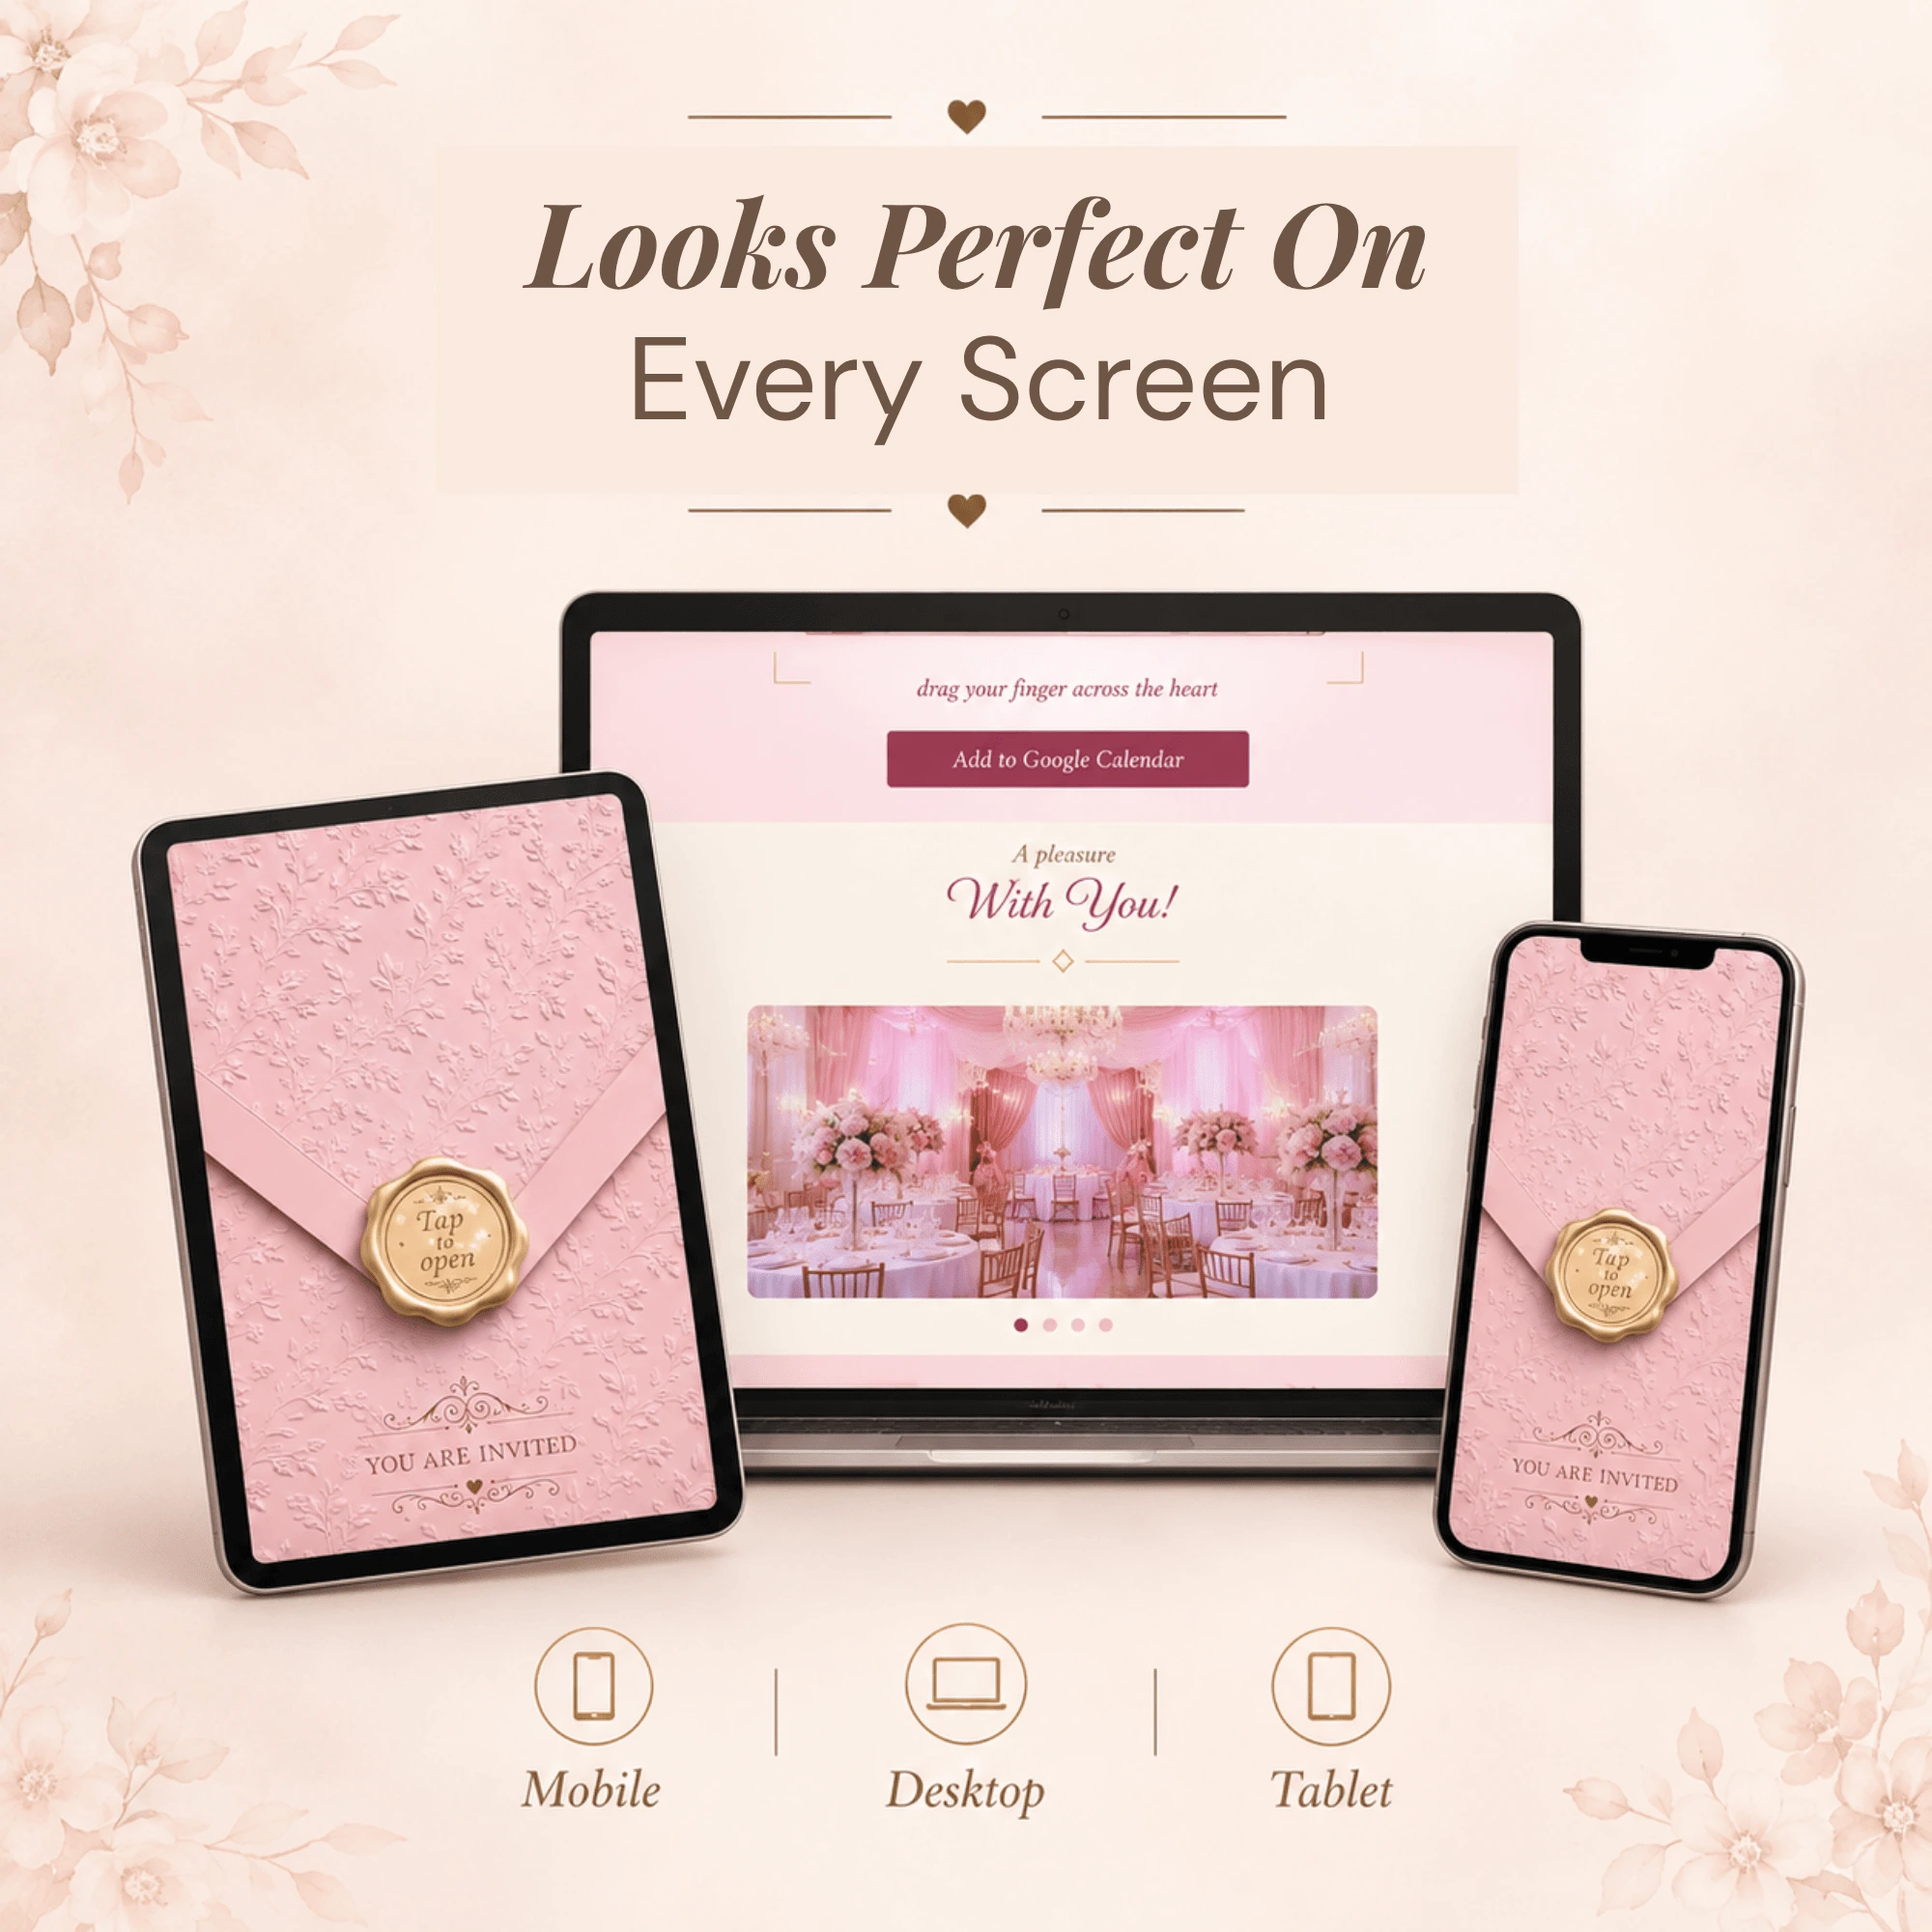 Looks Perfect On
Every Screen
drag your finger across the heart
Add to Google Calendar
A pleasure
With You!
Tap
to
open
YOU ARE INVITED
Tap
to
open
YOU ARE INVITED
Mobile
Desktop
Tablet